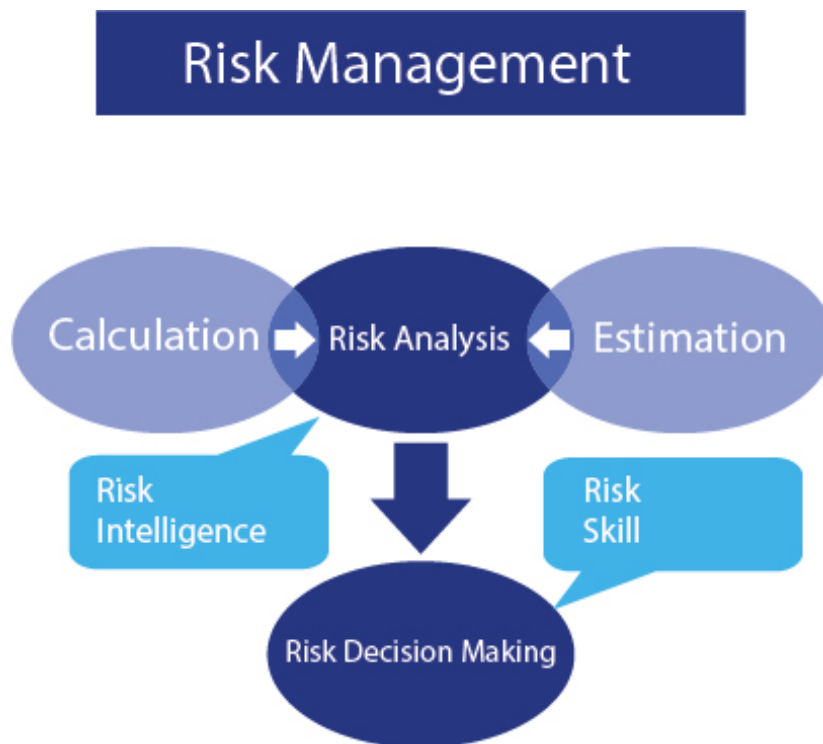 Risk Management
Calculation
Risk Analysis
Estimation
Risk
Intelligence
Risk
Skill
Risk Decision Making